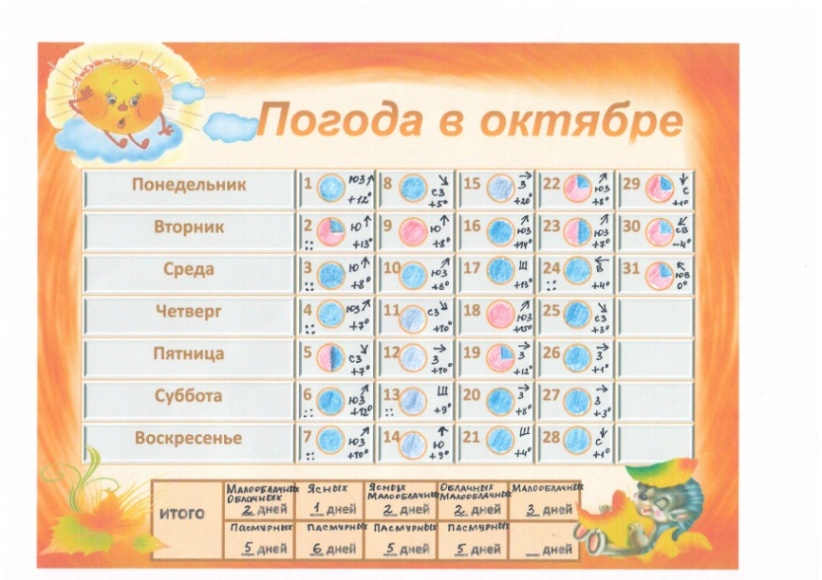 Погода в октябре
Понедельник 1 ЮЗ +12° 8 СЗ +5° 15 З +20° 22 ЮЗ +8° 29 С +1°
Вторник 2 Ю +13° 9 Ю +8° 16 ЮЗ +14° 23 ЮЗ +7° 30 СВ -4°
Среда 3 Ю +8° 10 ЮЗ +6° 17 Ш +13° 24 В +4° 31 ЮВ 0°
Четверг 4 ЮЗ +7° 11 СЗ +10° 18 ЮЗ +15° 25 СЗ +3°
Пятница 5 СЗ +7° 12 З +10° 19 З +12° 26 З +1°
Суббота 6 ЮЗ +12° 13 Ш +9° 20 З +8° 27 З +3°
Воскресенье 7 ЮЗ +10° 14 Ю +9° 21 Ш +4° 28 С +1°
ИТОГО
Малооблачных Облачных 2 дней
Ясных 1 дней
Ясных Малооблачных 2 дней
Облачных Малооблачных 2 дней
Малооблачных 3 дней
Пасмурных 5 дней
Пасмурных 6 дней
Пасмурных 5 дней
Пасмурных 5 дней
дней